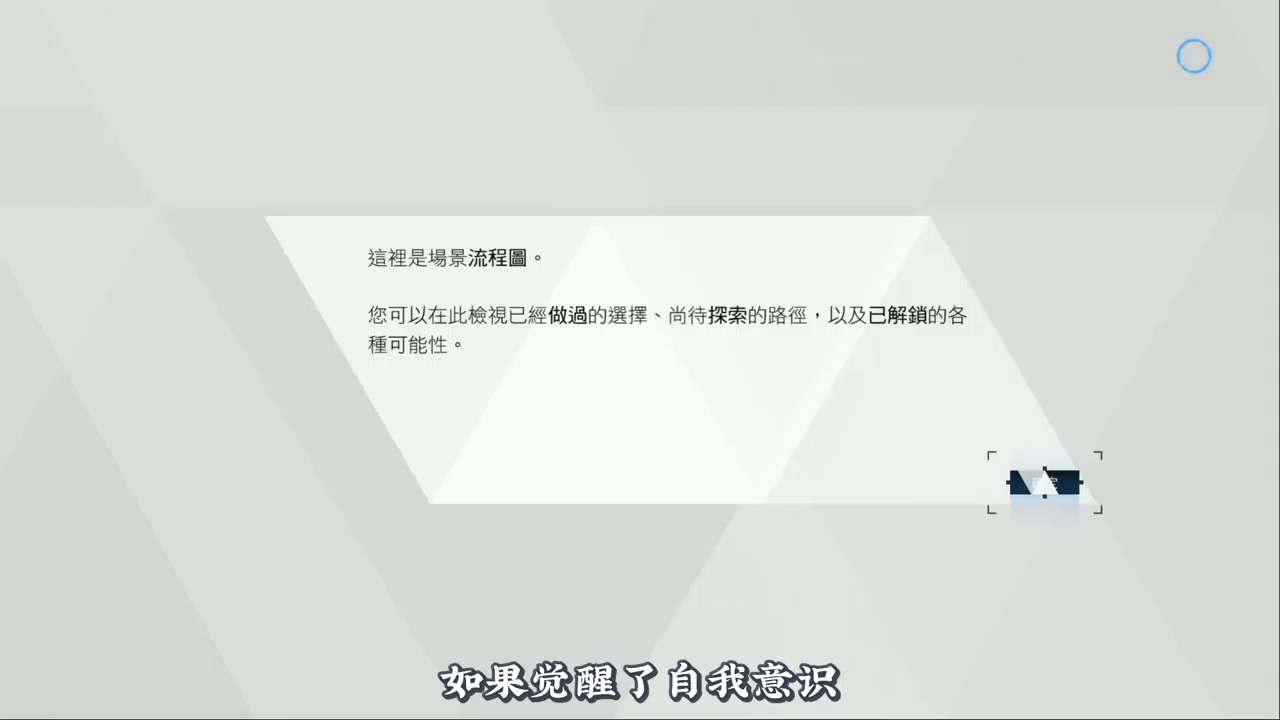 這裡是場景流程圖。
您可以在此檢視已經做過的選擇、尚待探索的路徑，以及已解鎖的各
種可能性。
如果觉醒了自我意识